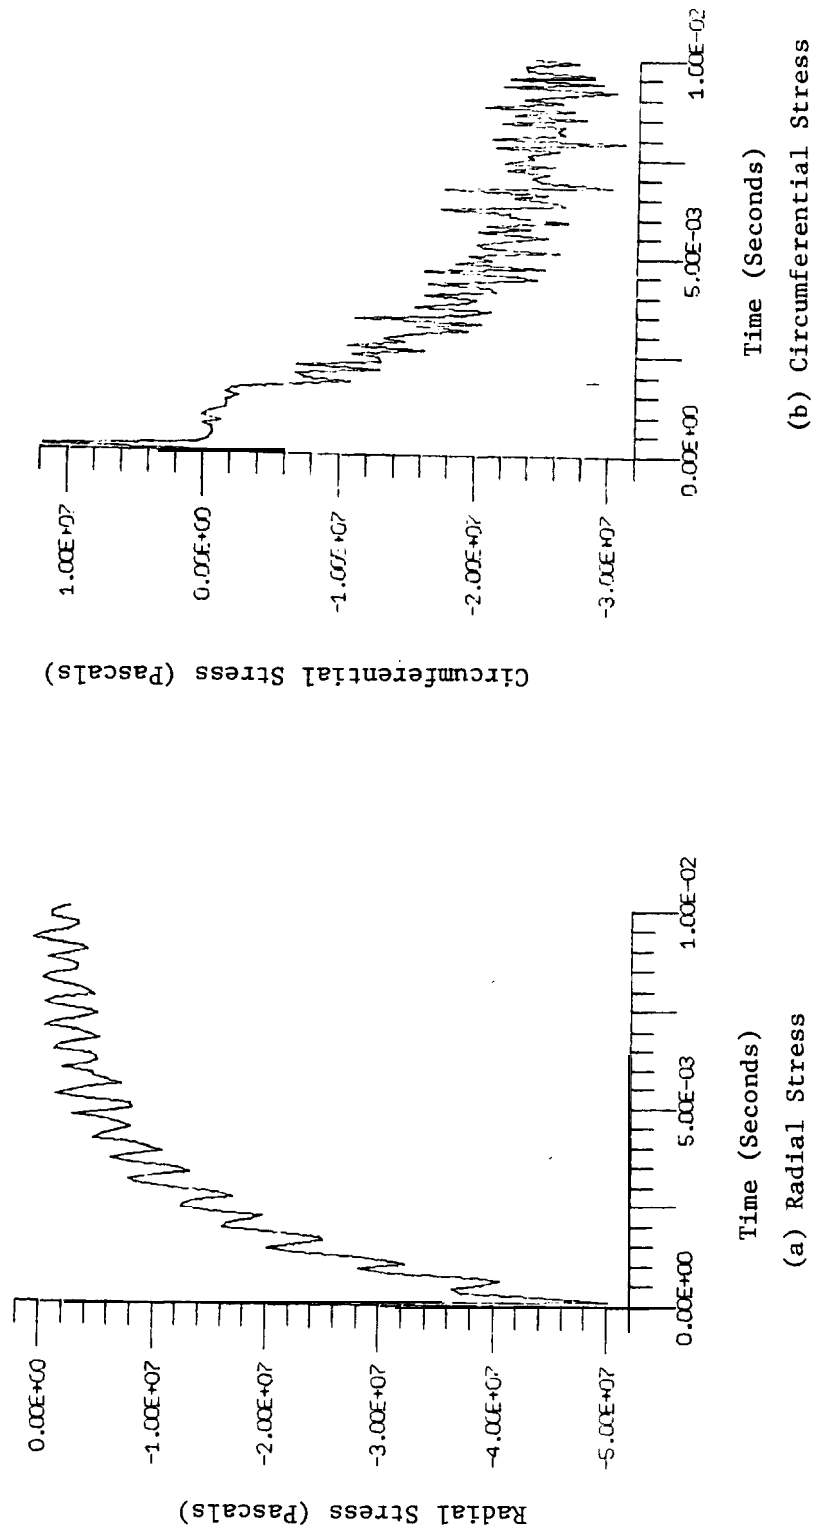 Radial Stress (Pascals)
0.00E+00
-1.00E+07
-2.00E+07
-3.00E+07
-4.00E+07
-5.00E+07
0.00E+00
5.00E-03
1.00E-02
Time (Seconds)
(a) Radial Stress
Circumferential Stress (Pascals)
1.00E+07
0.00E+00
-1.00E+07
-2.00E+07
-3.00E+07
0.00E+00
5.00E-03
1.00E-02
Time (Seconds)
(b) Circumferential Stress